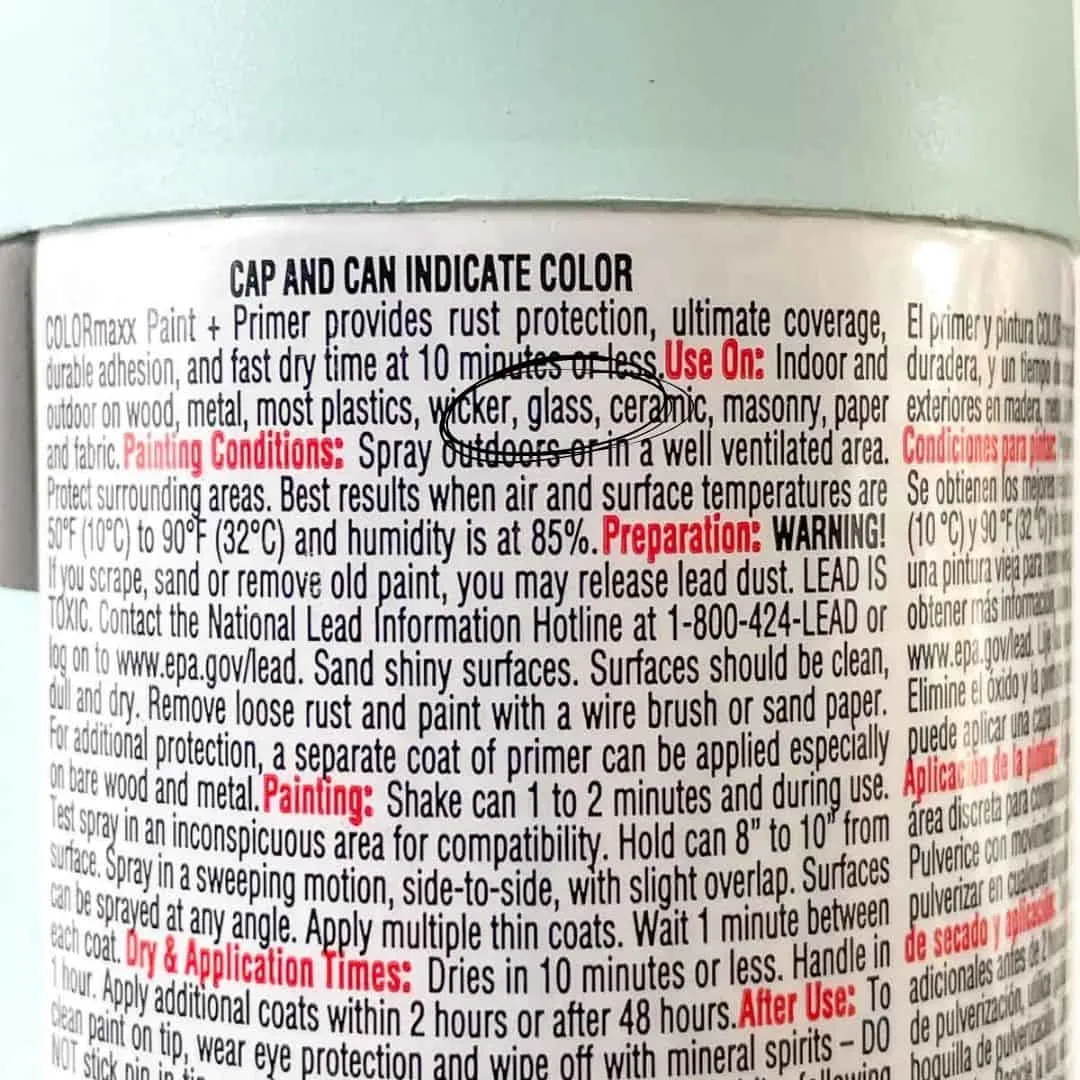 CAP AND CAN INDICATE COLOR
COLORmaxx Paint + Primer provides rust protection, ultimate coverage,
durable adhesion, and fast dry time at 10 minutes or less. Use On: Indoor and
outdoor on wood, metal, most plastics, wicker, glass, ceramic, masonry, paper
and fabric. Painting Conditions: Spray outdoors or in a well ventilated area.
Protect surrounding areas. Best results when air and surface temperatures are
50°F (10°C) to 90°F (32°C) and humidity is at 85%. Preparation: WARNING!
If you scrape, sand or remove old paint, you may release lead dust. LEAD IS
TOXIC. Contact the National Lead Information Hotline at 1-800-424-LEAD or
log on to www.epa.gov/lead. Sand shiny surfaces. Surfaces should be clean,
dull and dry. Remove loose rust and paint with a wire brush or sand paper.
For additional protection, a separate coat of primer can be applied especially
on bare wood and metal. Painting: Shake can 1 to 2 minutes and during use.
Test spray in an inconspicuous area for compatibility. Hold can 8” to 10” from
surface. Spray in a sweeping motion, side-to-side, with slight overlap. Surfaces
can be sprayed at any angle. Apply multiple thin coats. Wait 1 minute between
each coat. Dry & Application Times: Dries in 10 minutes or less. Handle in
1 hour. Apply additional coats within 2 hours or after 48 hours. After Use: To
clean paint on tip, wear eye protection and wipe off with mineral spirits – DO
NOT stick pin in
El primer y pintura
duradera, y un tiempo
exteriores en madera,
Condiciones para pintar:
Se obtienen los mejores
(10 °C) y 90 °F (32 °C)
una pintura vieja
obtener más información,
www.epa.gov/lead.
Elimine el óxido y la
puede aplicar una capa
Aplicación de la pintura:
área discreta para
Pulverice con
pulverizar en cualquier
de secado y aplicación:
adicionales antes de 2
de pulverización,
boquilla de